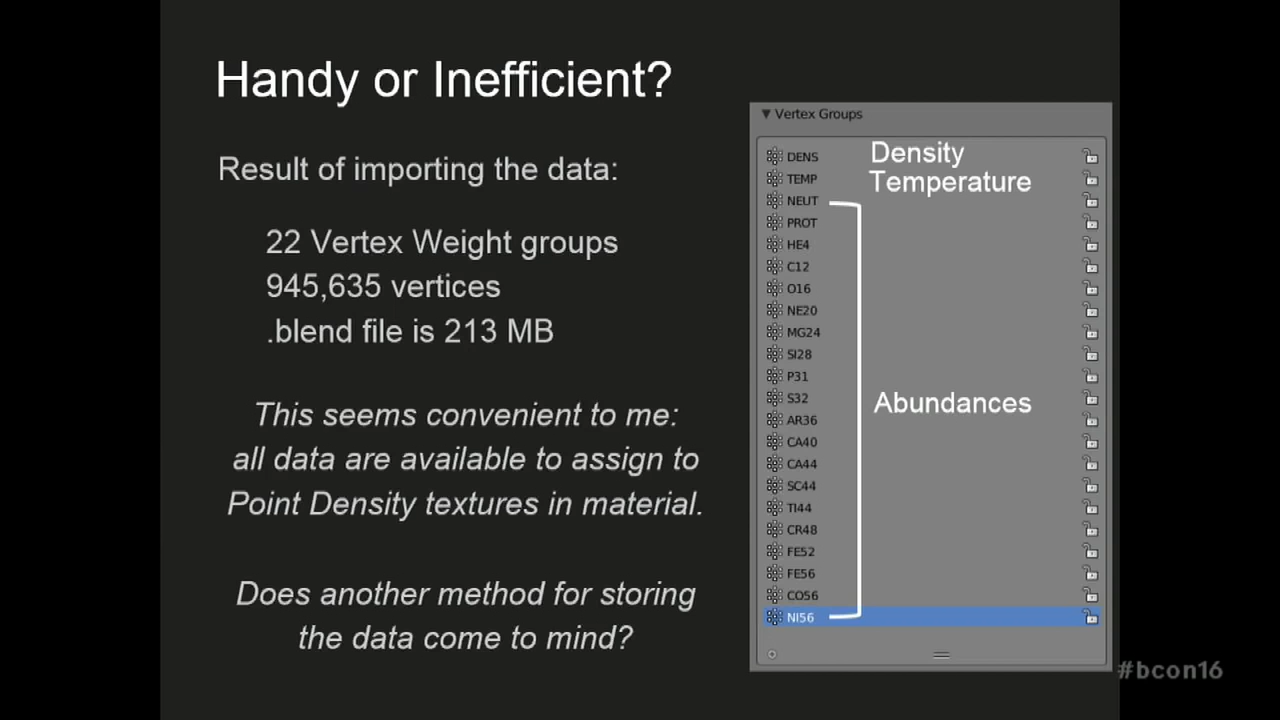 Handy or Inefficient?
Result of importing the data:
22 Vertex Weight groups
945,635 vertices
.blend file is 213 MB
This seems convenient to me:
all data are available to assign to
Point Density textures in material.
Does another method for storing
the data come to mind?
Vertex Groups
DENS
Density
TEMP
Temperature
NEUT
PROT
HE4
C12
O16
NE20
MG24
SI28
P31
S32
Abundances
AR36
CA40
CA44
SC44
TI44
CR48
FE52
FE56
CO56
NI56
#bcon16